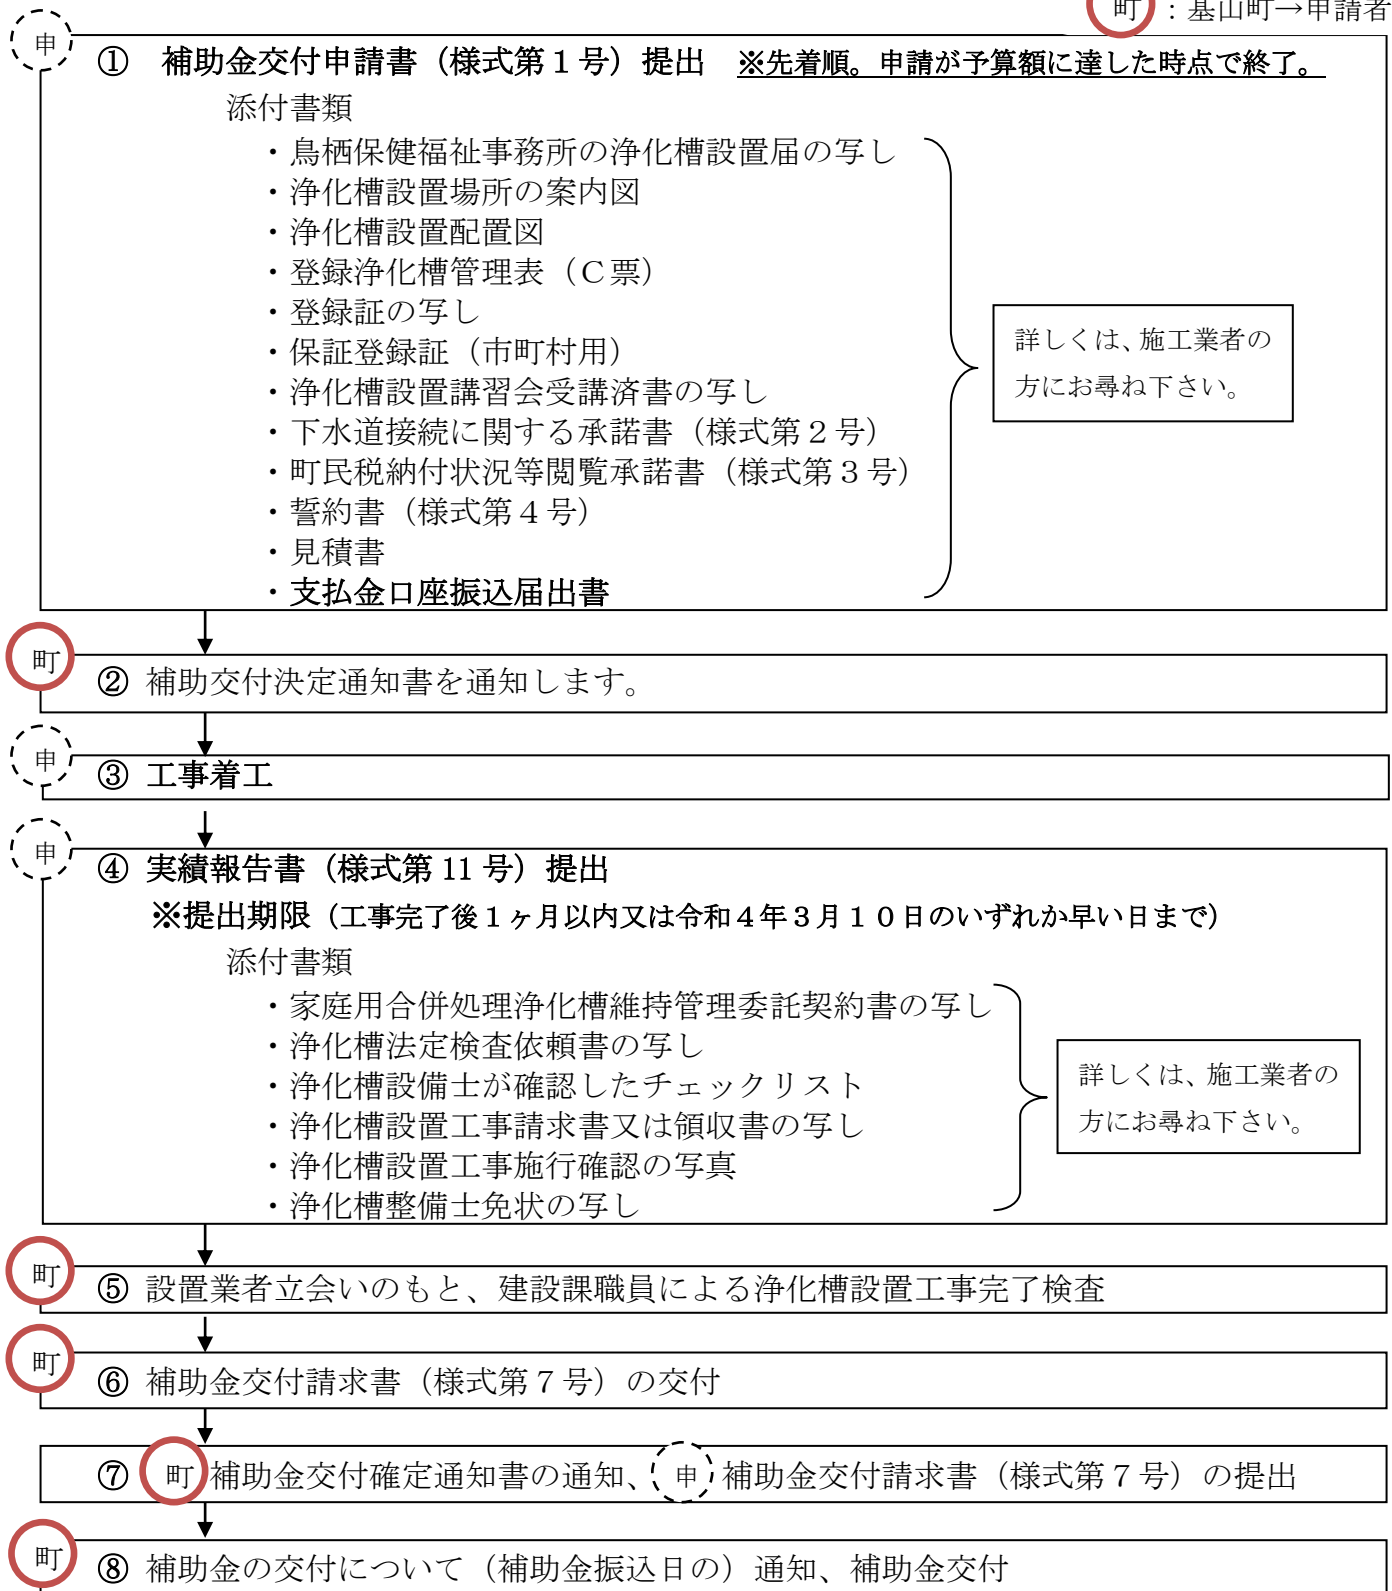 町：基山町→申請者
申
① 補助金交付申請書（様式第１号）提出 ※先着順。申請が予算額に達した時点で終了。
添付書類
・鳥栖保健福祉事務所の浄化槽設置届の写し
・浄化槽設置場所の案内図
・浄化槽設置配置図
・登録浄化槽管理表（Ｃ票）
・登録証の写し
・保証登録証（市町村用）
・浄化槽設置講習会受講済書の写し
・下水道接続に関する承諾書（様式第２号）
・町民税納付状況等閲覧承諾書（様式第３号）
・誓約書（様式第４号）
・見積書
・支払金口座振込届出書
詳しくは、施工業者の
方にお尋ね下さい。
町
② 補助交付決定通知書を通知します。
申
③ 工事着工
申
④ 実績報告書（様式第 11 号）提出
※提出期限（工事完了後１ヶ月以内又は令和４年３月１０日のいずれか早い日まで）
添付書類
・家庭用合併処理浄化槽維持管理委託契約書の写し
・浄化槽法定検査依頼書の写し
・浄化槽設備士が確認したチェックリスト
・浄化槽設置工事請求書又は領収書の写し
・浄化槽設置工事施行確認の写真
・浄化槽整備士免状の写し
詳しくは、施工業者の
方にお尋ね下さい。
町
⑤ 設置業者立会いのもと、建設課職員による浄化槽設置工事完了検査
町
⑥ 補助金交付請求書（様式第７号）の交付
⑦ 町 補助金交付確定通知書の通知、申 補助金交付請求書（様式第７号）の提出
町
⑧ 補助金の交付について（補助金振込日の）通知、補助金交付